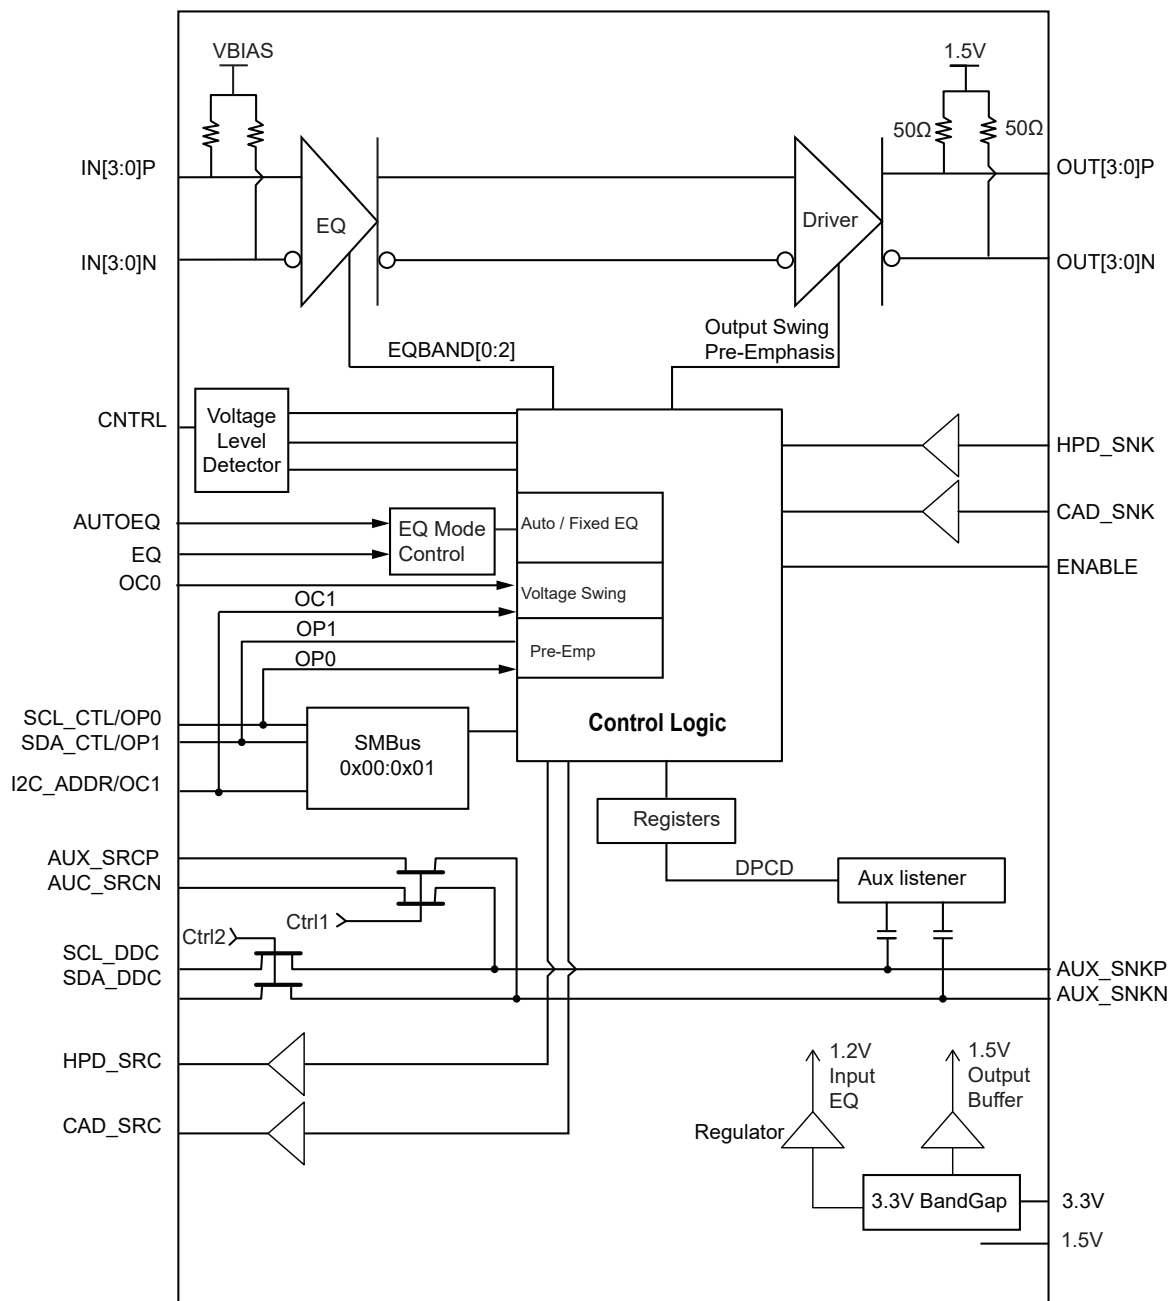 VBIAS
1.5V
50Ω
50Ω
IN[3:0]P
OUT[3:0]P
EQ
Driver
IN[3:0]N
OUT[3:0]N
Output Swing
Pre-Emphasis
EQBAND[0:2]
CNTRL
Voltage
Level
Detector
HPD_SNK
AUTOEQ
EQ
EQ Mode
Control
Auto / Fixed EQ
CAD_SNK
OC0
ENABLE
OC1
Voltage Swing
OP1
OP0
Pre-Emp
SCL_CTL/OP0
SDA_CTL/OP1
I2C_ADDR/OC1
SMBus
0x00:0x01
Control Logic
Registers
AUX_SRCP
AUC_SRCN
DPCD
Aux listener
Ctrl1
Ctrl2
SCL_DDC
SDA_DDC
AUX_SNKP
AUX_SNKN
HPD_SRC
CAD_SRC
1.2V
Input
EQ
1.5V
Output
Buffer
Regulator
3.3V BandGap
3.3V
1.5V